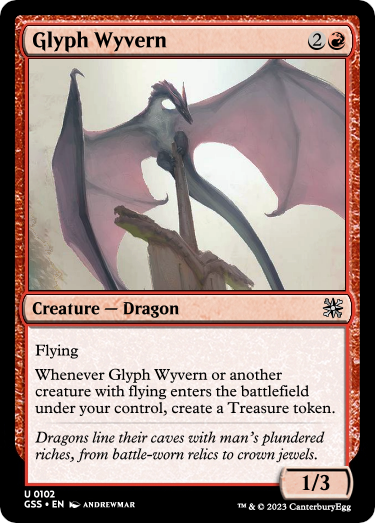 Glyph Wyvern 2
Creature — Dragon
Flying
Whenever Glyph Wyvern or another
creature with flying enters the battlefield
under your control, create a Treasure token.
Dragons line their caves with man's plundered
riches, from battle-worn relics to crown jewels.
1/3
U 0102
GSS • EN ANDREWMAR
™ & © 2023 CanterburyEgg